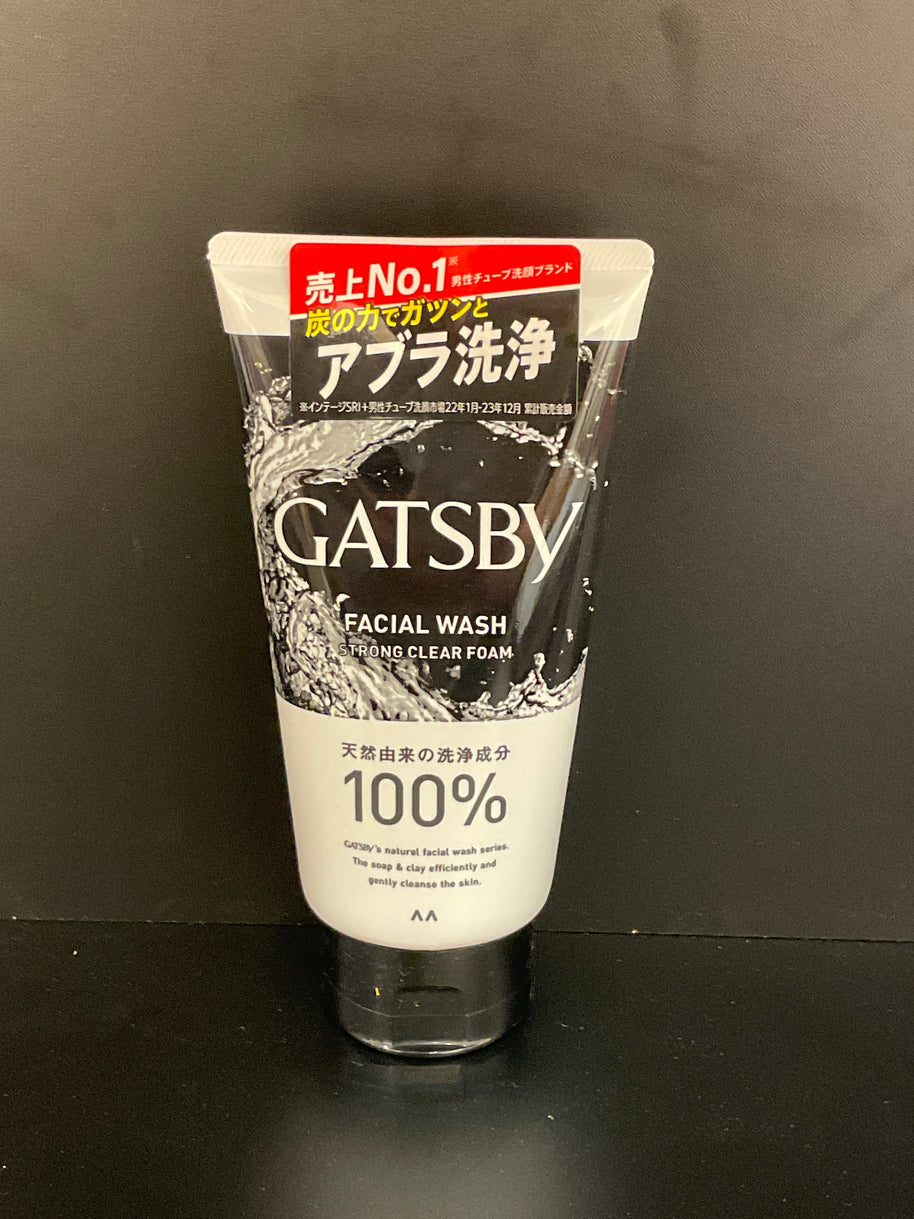 売上No.1※男性チューブ洗顔ブランド
炭の力でガツンと
アブラ洗浄
※インテージSRI+男性チューブ洗顔市場22年1月-23年12月 累計販売金額
GATSBY
FACIAL WASH
STRONG CLEAR FOAM
天然由来の洗浄成分
100%
GATSBY's natural facial wash series.
The soap & clay efficiently and
gently cleanse the skin.